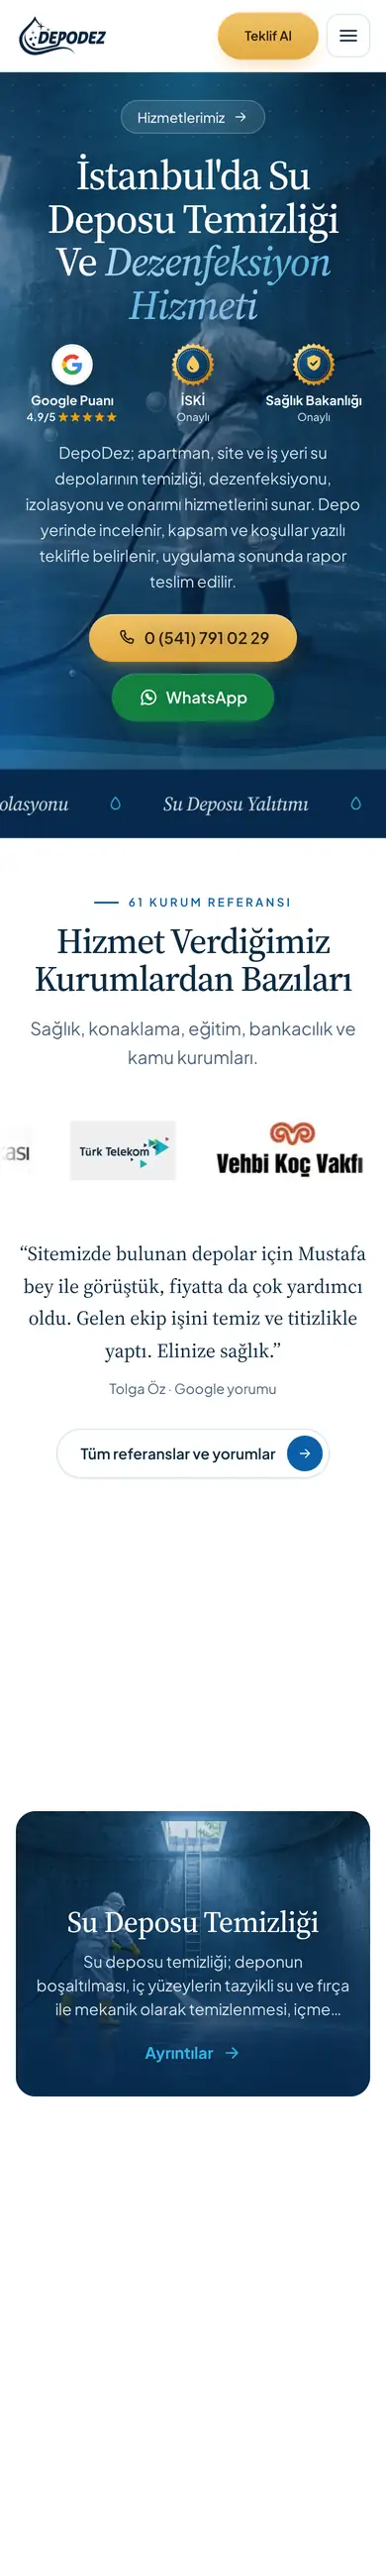 DEPODEZ
Teklif Al
Hizmetlerimiz →
İstanbul'da Su
Deposu Temizliği
Ve Dezenfeksiyon
Hizmeti
Google Puanı
4.9/5 ★★★★★
İSKİ
Onaylı
Sağlık Bakanlığı
Onaylı
DepoDez; apartman, site ve iş yeri su
depolarının temizliği, dezenfeksiyonu,
izolasyonu ve onarımı hizmetlerini sunar. Depo
yerinde incelenir, kapsam ve koşullar yazılı
teklifle belirlenir, uygulama sonunda rapor
teslim edilir.
0 (541) 791 02 29
WhatsApp
olasyonu
Su Deposu Yalıtımı
61 KURUM REFERANSI
Hizmet Verdiğimiz
Kurumlardan Bazıları
Sağlık, konaklama, eğitim, bankacılık ve
kamu kurumları.
ası
Türk Telekom
Vehbi Koç Vakfı
“Sitemizde bulunan depolar için Mustafa
bey ile görüştük, fiyatta da çok yardımcı
oldu. Gelen ekip işini temiz ve titizlikle
yaptı. Elinize sağlık.”
Tolga Öz · Google yorumu
Tüm referanslar ve yorumlar →
Su Deposu Temizliği
Su deposu temizliği; deponun
boşaltılması, iç yüzeylerin tazyikli su ve fırça
ile mekanik olarak temizlenmesi, içme…
Ayrıntılar →